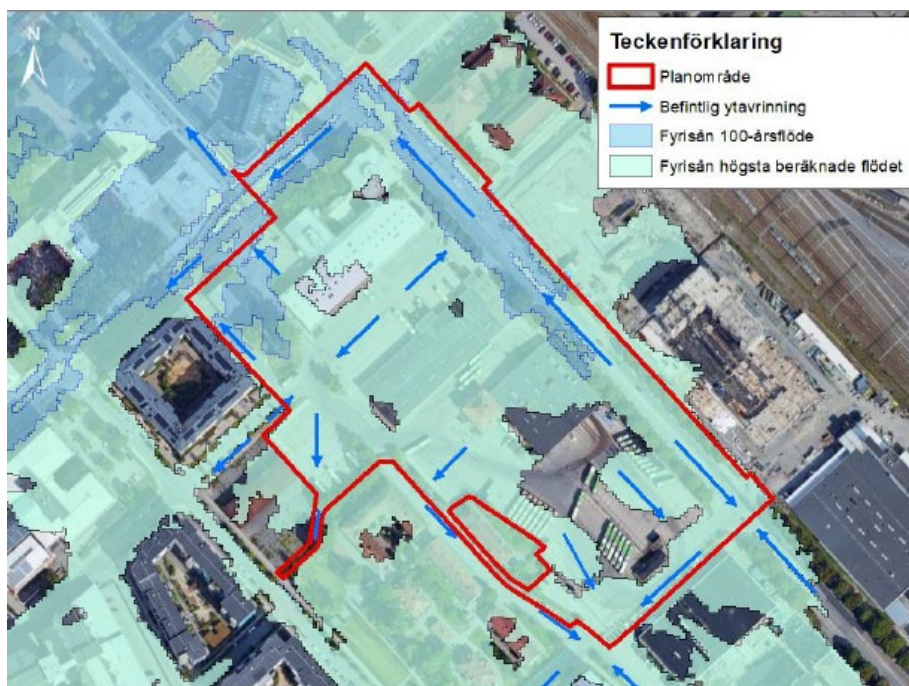 N
Teckenförklaring
Planområde
Befintlig ytavrinning
Fyrisån 100-årsflöde
Fyrisån högsta beräknade flödet